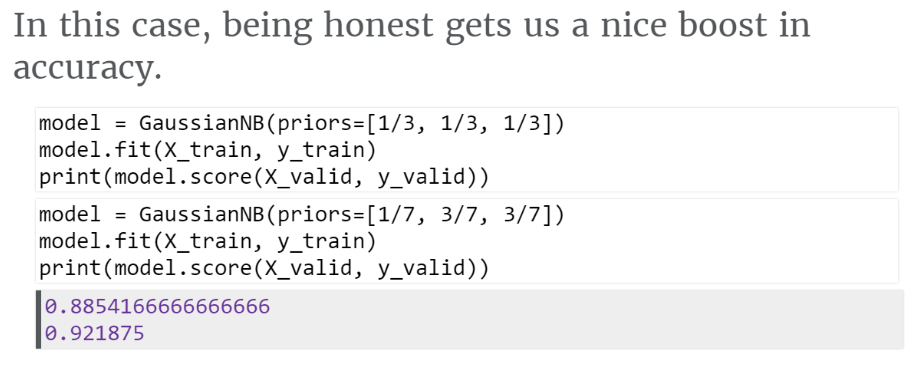 In this case, being honest gets us a nice boost in
accuracy.
model = GaussianNB(priors=[1/3, 1/3, 1/3])
model.fit(X_train, y_train)
print(model.score(X_valid, y_valid))
model = GaussianNB(priors=[1/7, 3/7, 3/7])
model.fit(X_train, y_train)
print(model.score(X_valid, y_valid))
0.8854166666666666
0.921875